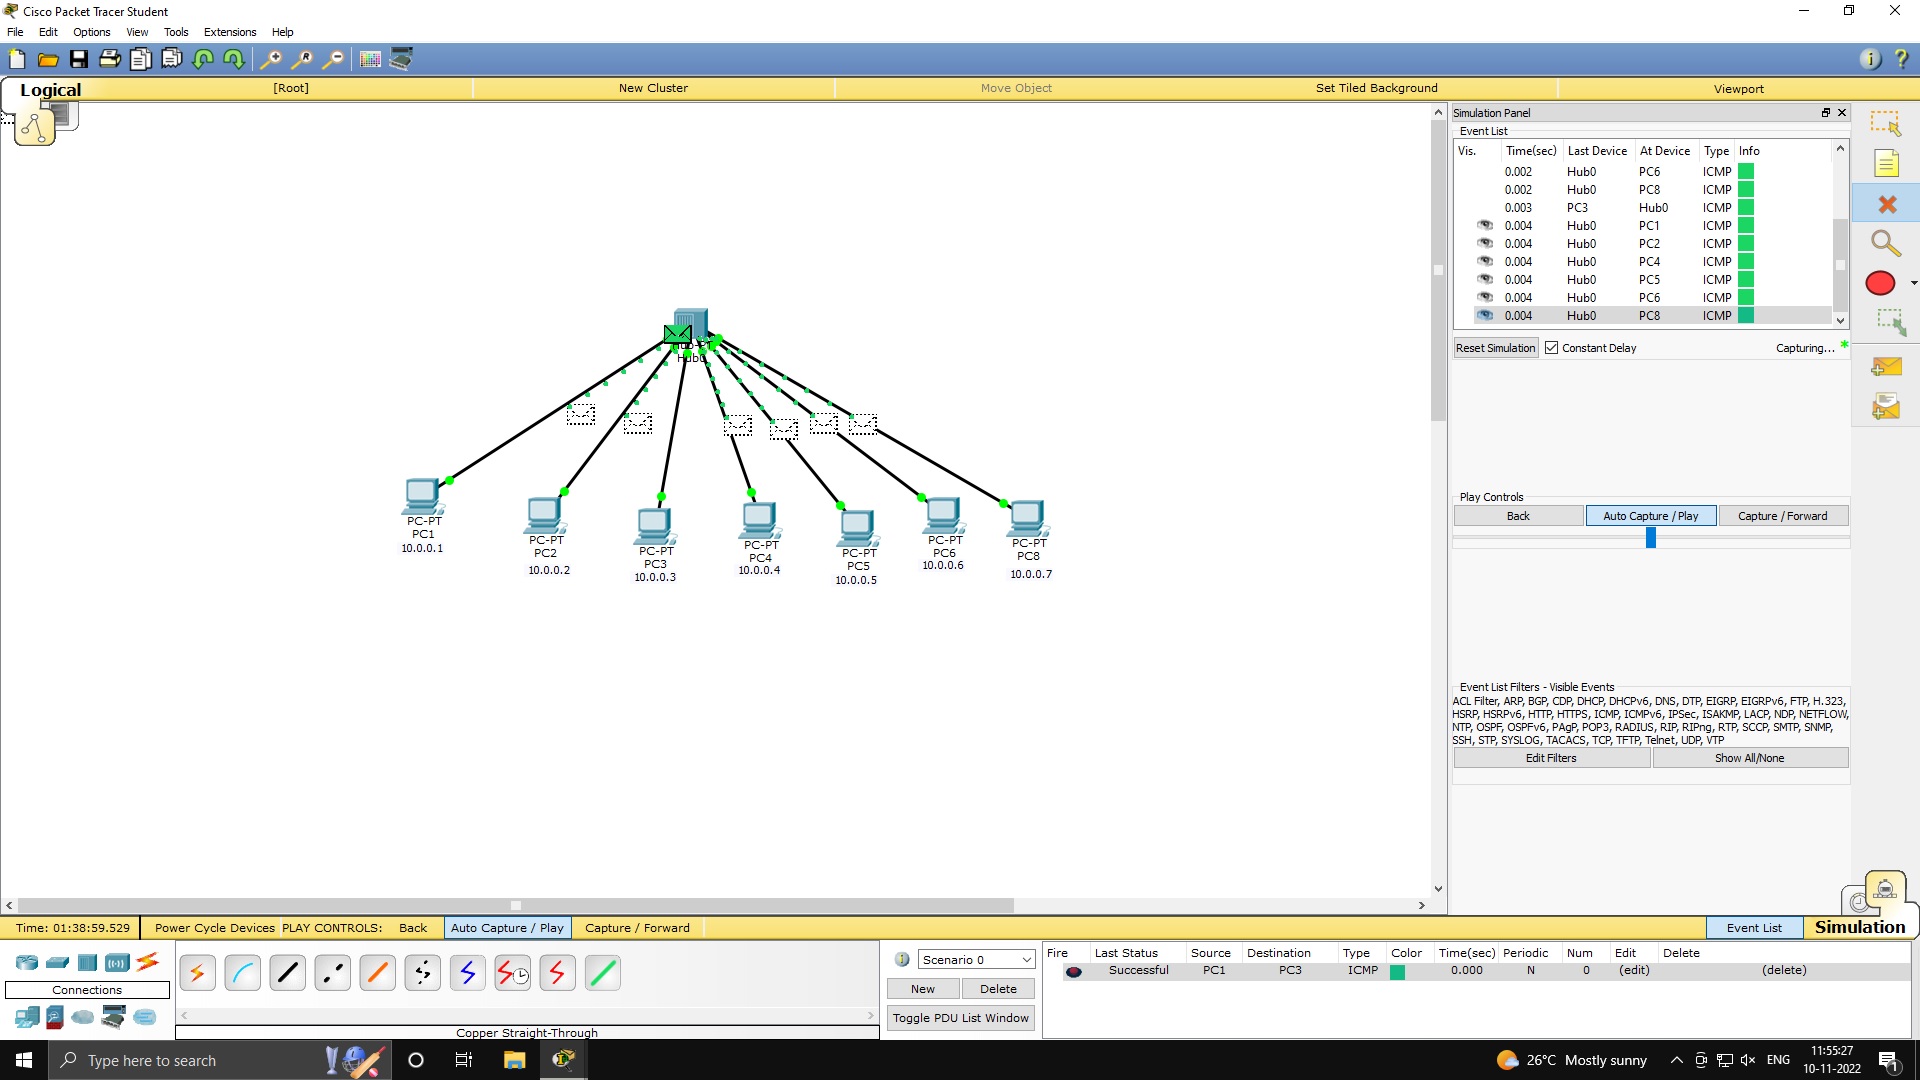 Cisco Packet Tracer Student
File Edit Options View Tools Extensions Help
Logical [Root] New Cluster Move Object Set Tiled Background Viewport
Simulation Panel
Event List
Vis. Time(sec) Last Device At Device Type Info
0.002 Hub0 PC6 ICMP
0.002 Hub0 PC8 ICMP
0.003 PC3 Hub0 ICMP
0.004 Hub0 PC1 ICMP
0.004 Hub0 PC2 ICMP
0.004 Hub0 PC4 ICMP
0.004 Hub0 PC5 ICMP
0.004 Hub0 PC6 ICMP
0.004 Hub0 PC8 ICMP
Reset Simulation Constant Delay Capturing... *
Hub0
PC-PT
PC1
10.0.0.1
PC-PT
PC2
10.0.0.2
PC-PT
PC3
10.0.0.3
PC-PT
PC4
10.0.0.4
PC-PT
PC5
10.0.0.5
PC-PT
PC6
10.0.0.6
PC-PT
PC8
10.0.0.7
Play Controls
Back Auto Capture / Play Capture / Forward
Event List Filters - Visible Events
ACL Filter, ARP, BGP, CDP, DHCP, DHCPv6, DNS, DTP, EIGRP, EIGRPv6, FTP, H.323,
HSRP, HSRPv6, HTTP, HTTPS, ICMP, ICMPv6, IPSec, ISAKMP, LACP, NDP, NETFLOW,
NTP, OSPF, OSPFv6, PAgP, POP3, RADIUS, RIP, RIPng, RTP, SCCP, SMTP, SNMP,
SSH, STP, SYSLOG, TACACS, TCP, TFTP, Telnet, UDP, VTP
Edit Filters Show All/None
Time: 01:38:59.529 Power Cycle Devices PLAY CONTROLS: Back Auto Capture / Play Capture / Forward Event List Simulation
Connections
Copper Straight-Through
Scenario 0
New Delete
Toggle PDU List Window
Fire Last Status Source Destination Type Color Time(sec) Periodic Num Edit Delete
Successful PC1 PC3 ICMP 0.000 N 0 (edit) (delete)
Type here to search
26°C Mostly sunny ENG
11:55:27
10-11-2022
1